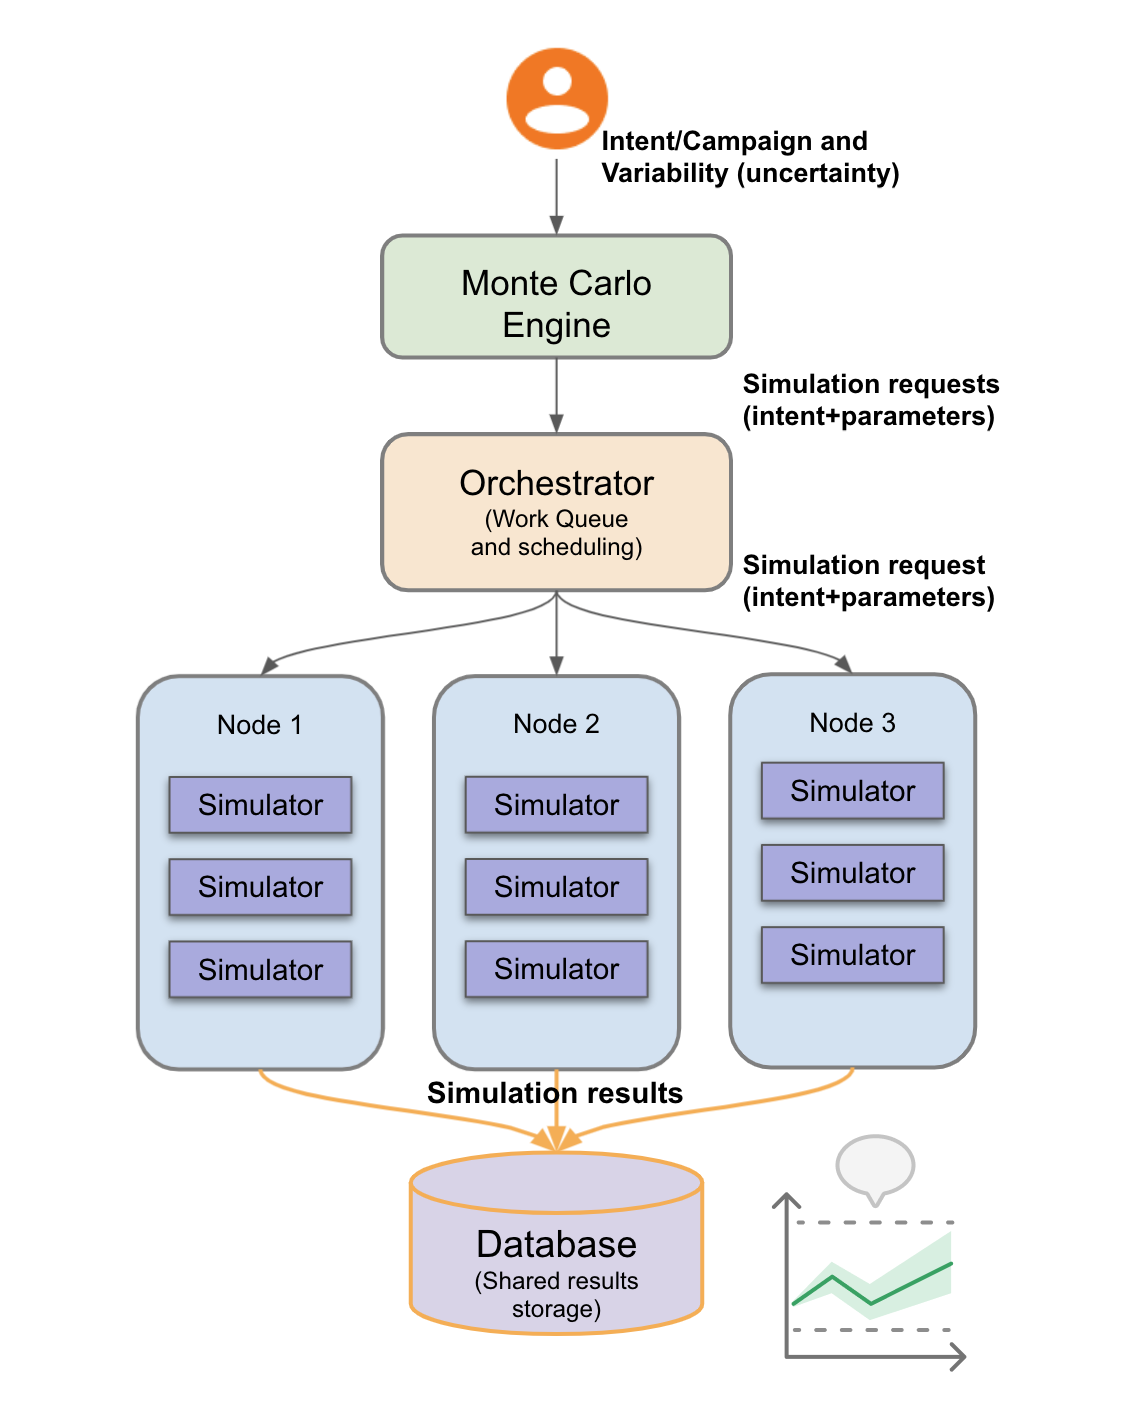 Intent/Campaign and
Variability (uncertainty)
Monte Carlo
Engine
Simulation requests
(intent+parameters)
Orchestrator
(Work Queue
and scheduling)
Simulation request
(intent+parameters)
Node 1
Simulator
Simulator
Simulator
Node 2
Simulator
Simulator
Simulator
Node 3
Simulator
Simulator
Simulator
Simulation results
Database
(Shared results
storage)